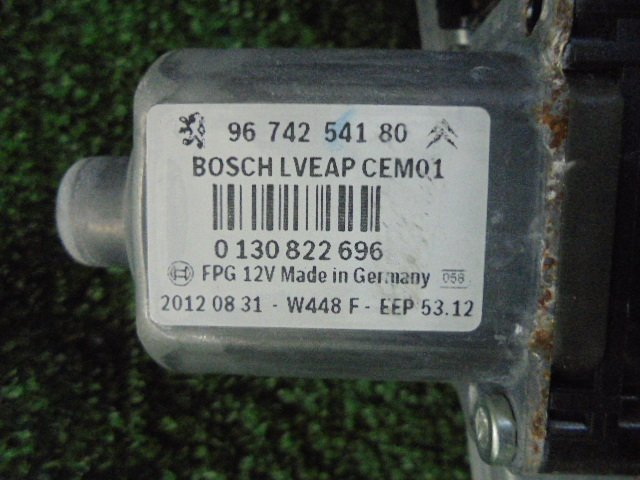 96 742 541 80
BOSCH LVEAP CEM01
0 130 822 696
FPG 12V Made in Germany 056
2012 08 31 - W448 F - EEP 53.12